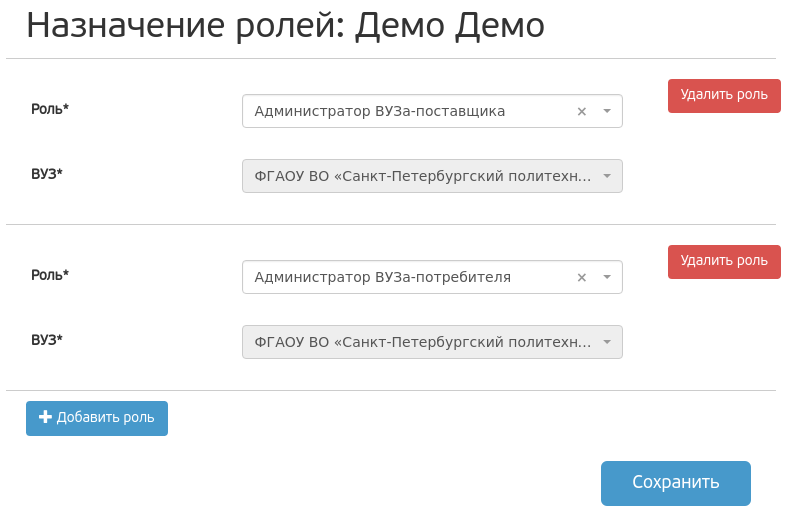 Назначение ролей: Демо Демо
Удалить роль
Роль* Администратор ВУЗа-поставщика ×
ВУЗ* ФГАОУ ВО «Санкт-Петербургский политехн...
Удалить роль
Роль* Администратор ВУЗа-потребителя ×
ВУЗ* ФГАОУ ВО «Санкт-Петербургский политехн...
Добавить роль
Сохранить